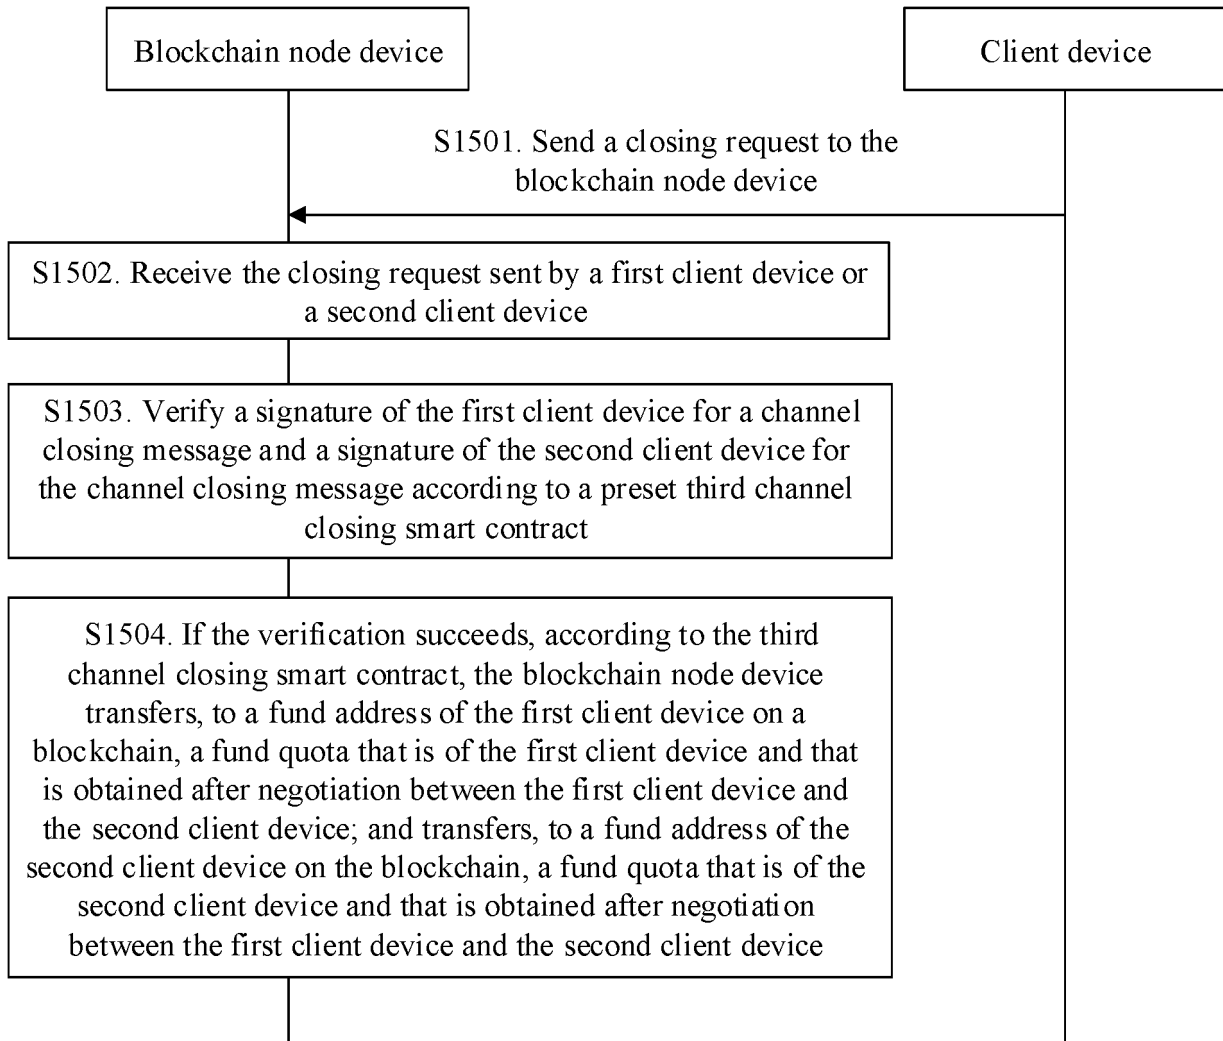 Blockchain node device
Client device
S1501. Send a closing request to the
blockchain node device
S1502. Receive the closing request sent by a first client device or
a second client device
S1503. Verify a signature of the first client device for a channel
closing message and a signature of the second client device for
the channel closing message according to a preset third channel
closing smart contract
S1504. If the verification succeeds, according to the third
channel closing smart contract, the blockchain node device
transfers, to a fund address of the first client device on a
blockchain, a fund quota that is of the first client device and that
is obtained after negotiation between the first client device and
the second client device; and transfers, to a fund address of the
second client device on the blockchain, a fund quota that is of the
second client device and that is obtained after negotiation
between the first client device and the second client device